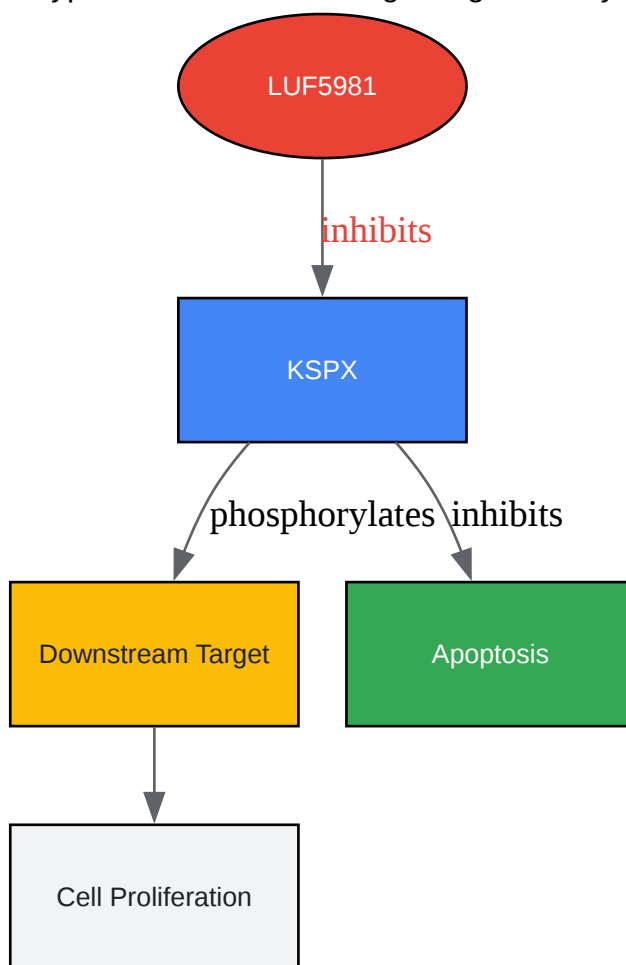 LUF5981
inhibits
KSPX
phosphorylates inhibits
Downstream Target
Apoptosis
Cell Proliferation